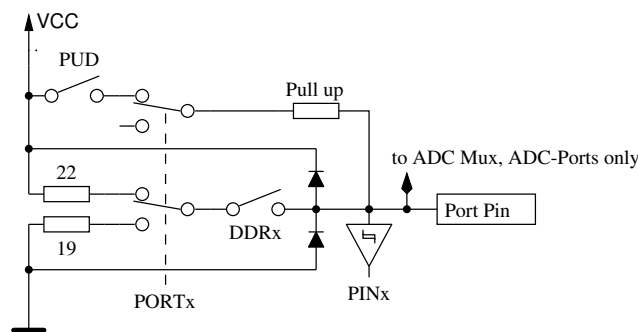 VCC
PUD
Pull up
to ADC Mux, ADC-Ports only
22
Port Pin
DDRx
19
PINx
PORTx